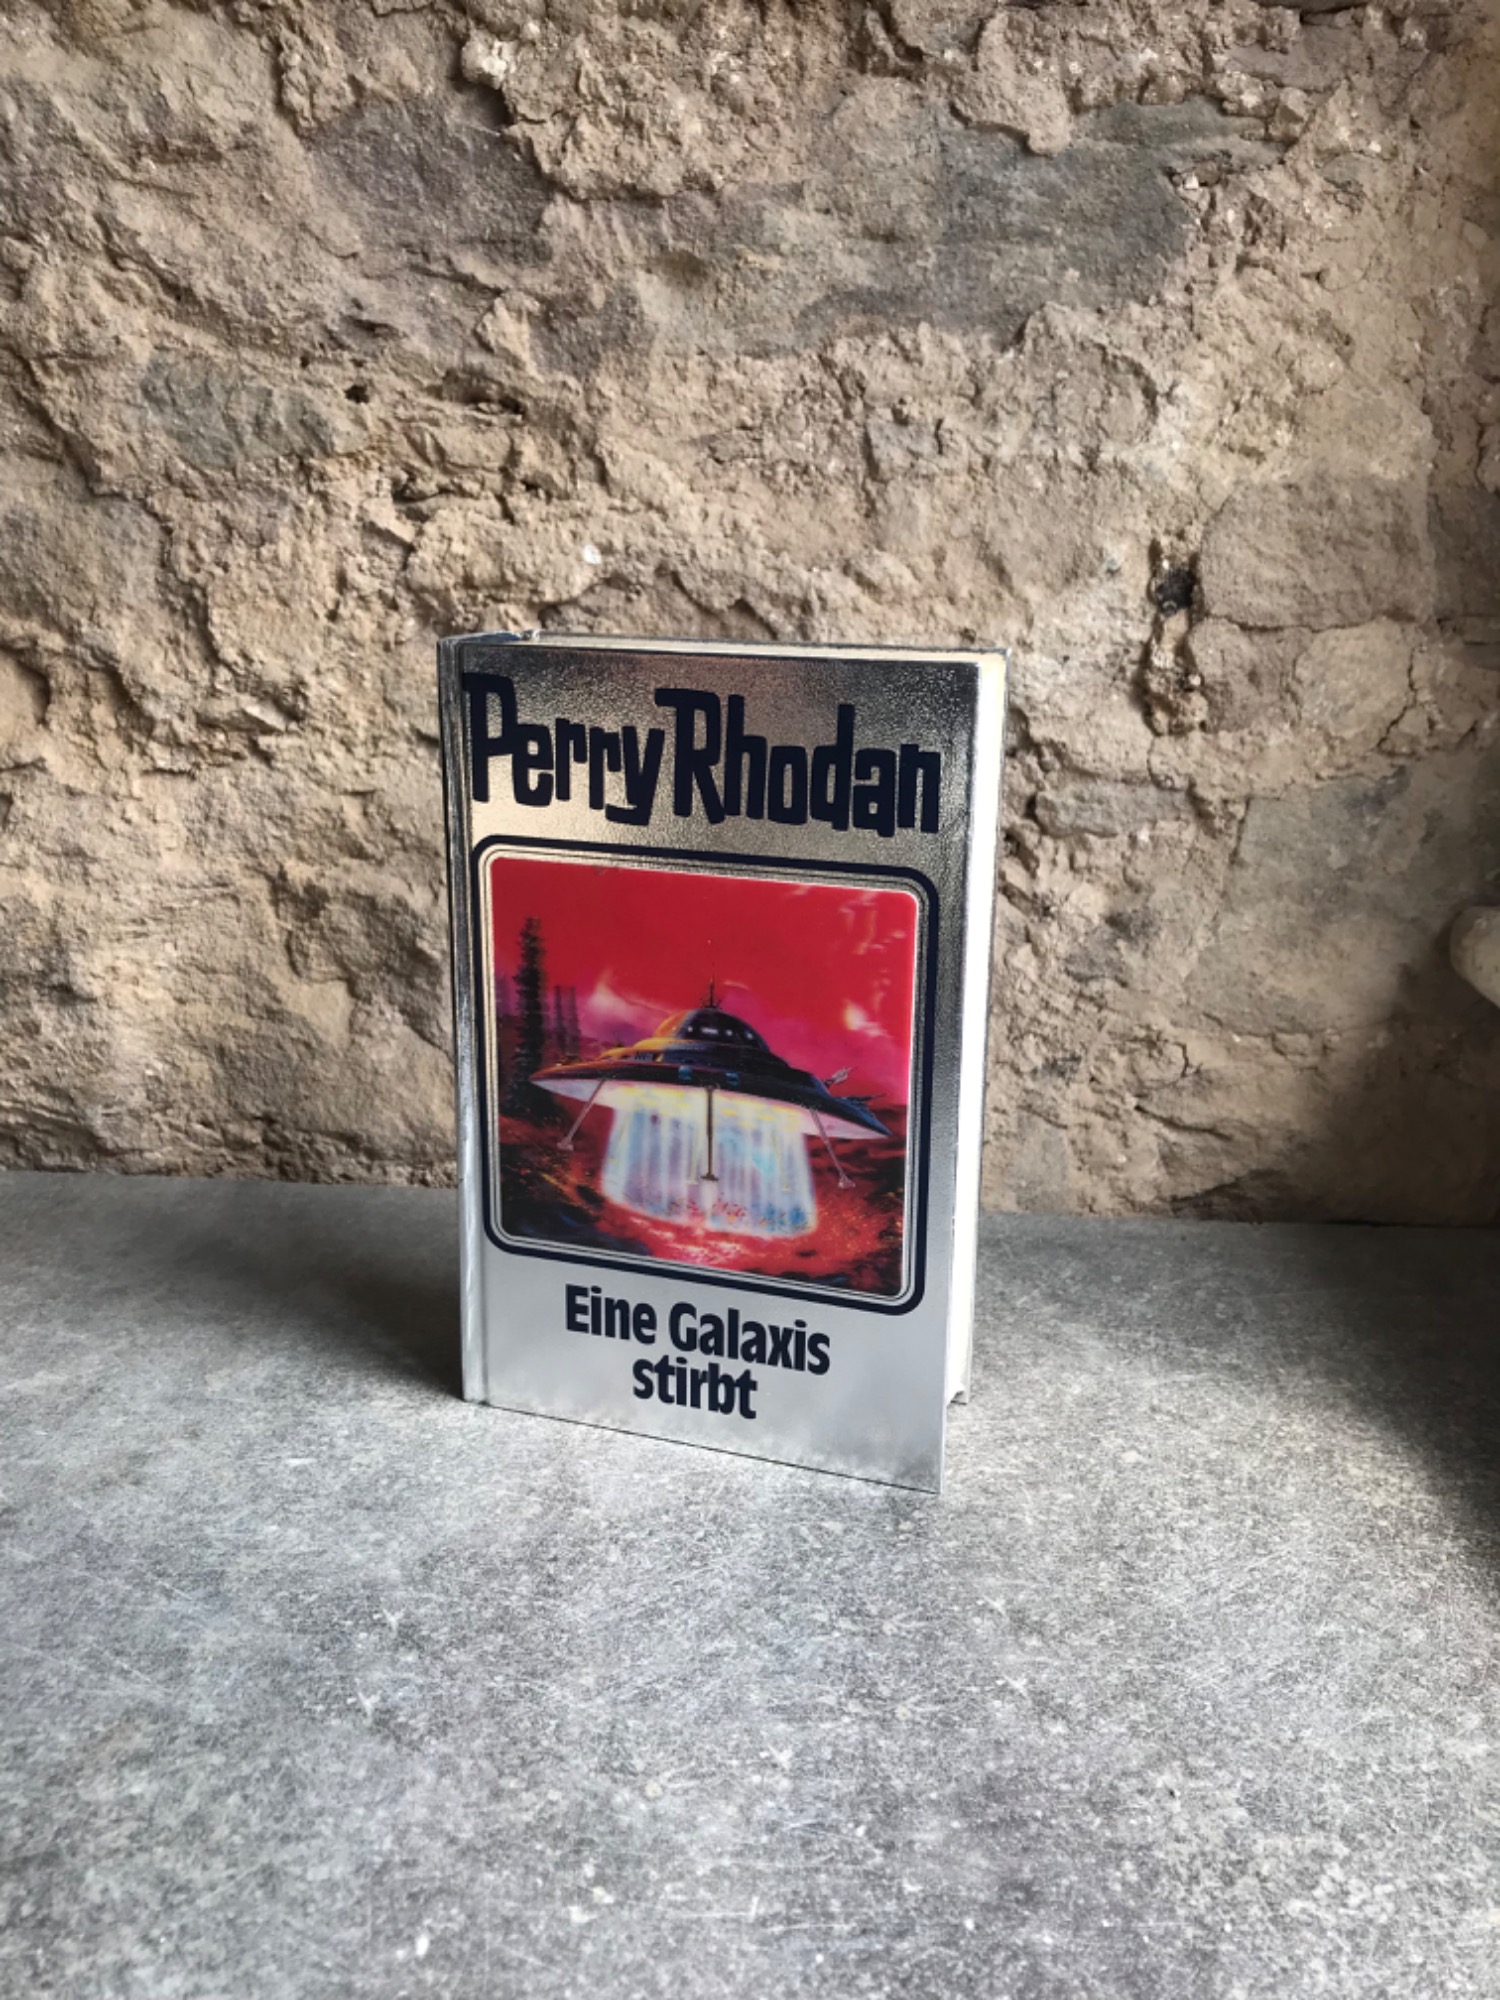 Perry Rhodan
Eine Galaxis
stirbt